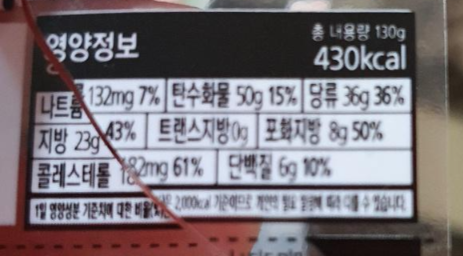 영양정보 총 내용량 130g
430kcal
나트륨 132mg 7% 탄수화물 50g 15% 당류 36g 36%
지방 23g 43% 트랜스지방0g 포화지방 8g 50%
콜레스테롤 182mg 61% 단백질 6g 10%
1일 영양성분 기준치에 대한 비율 2,000kcal 기준이므로 개인의 필요 열량에 따라 다를 수 있습니다.